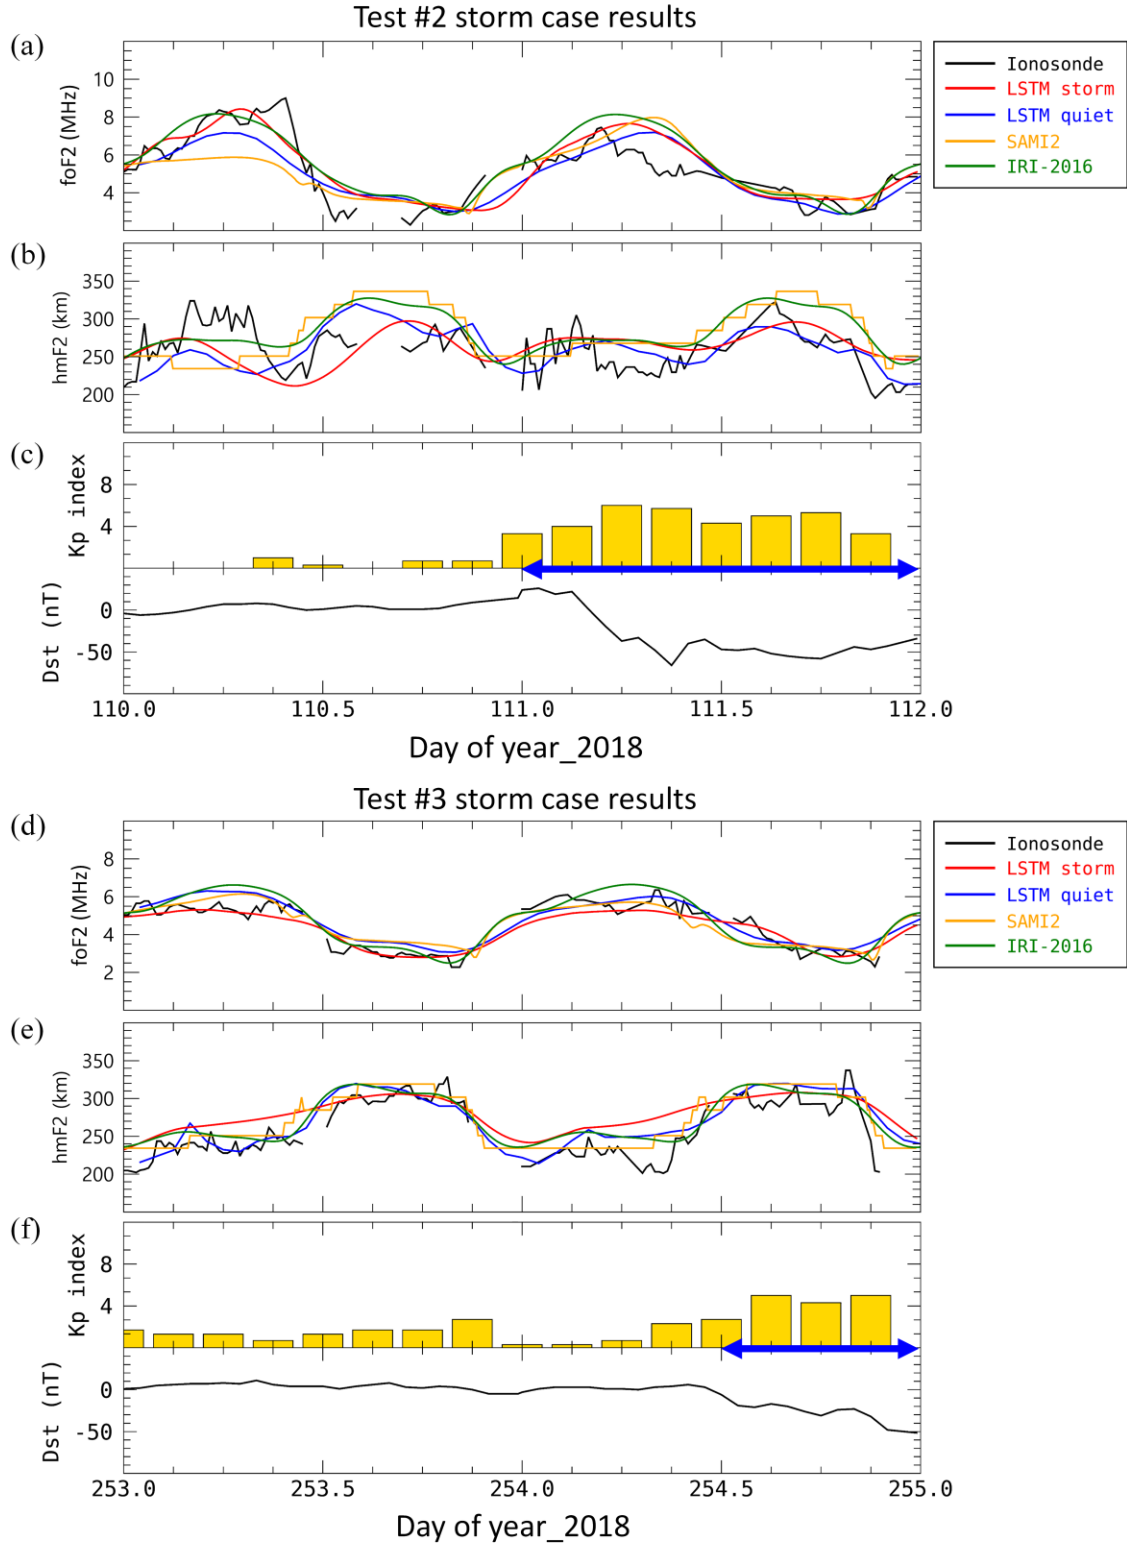 Test #2 storm case results
(a)
foF2 (MHz)
10
8
6
4
Ionosonde
LSTM storm
LSTM quiet
SAMI2
IRI-2016
(b)
hmF2 (km)
350
300
250
200
(c)
Kp index
8
4
Dst (nT)
0
-50
110.0 110.5 111.0 111.5 112.0
Day of year_2018
Test #3 storm case results
(d)
foF2 (MHz)
8
6
4
2
Ionosonde
LSTM storm
LSTM quiet
SAMI2
IRI-2016
(e)
hmF2 (km)
350
300
250
200
(f)
Kp index
8
4
Dst (nT)
0
-50
253.0 253.5 254.0 254.5 255.0
Day of year_2018